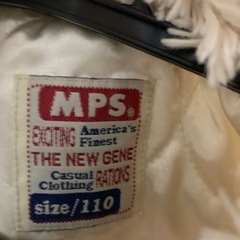 MPS®
EXCITING America's Finest
THE NEW GENE
Casual Clothing RATIONS
size/110